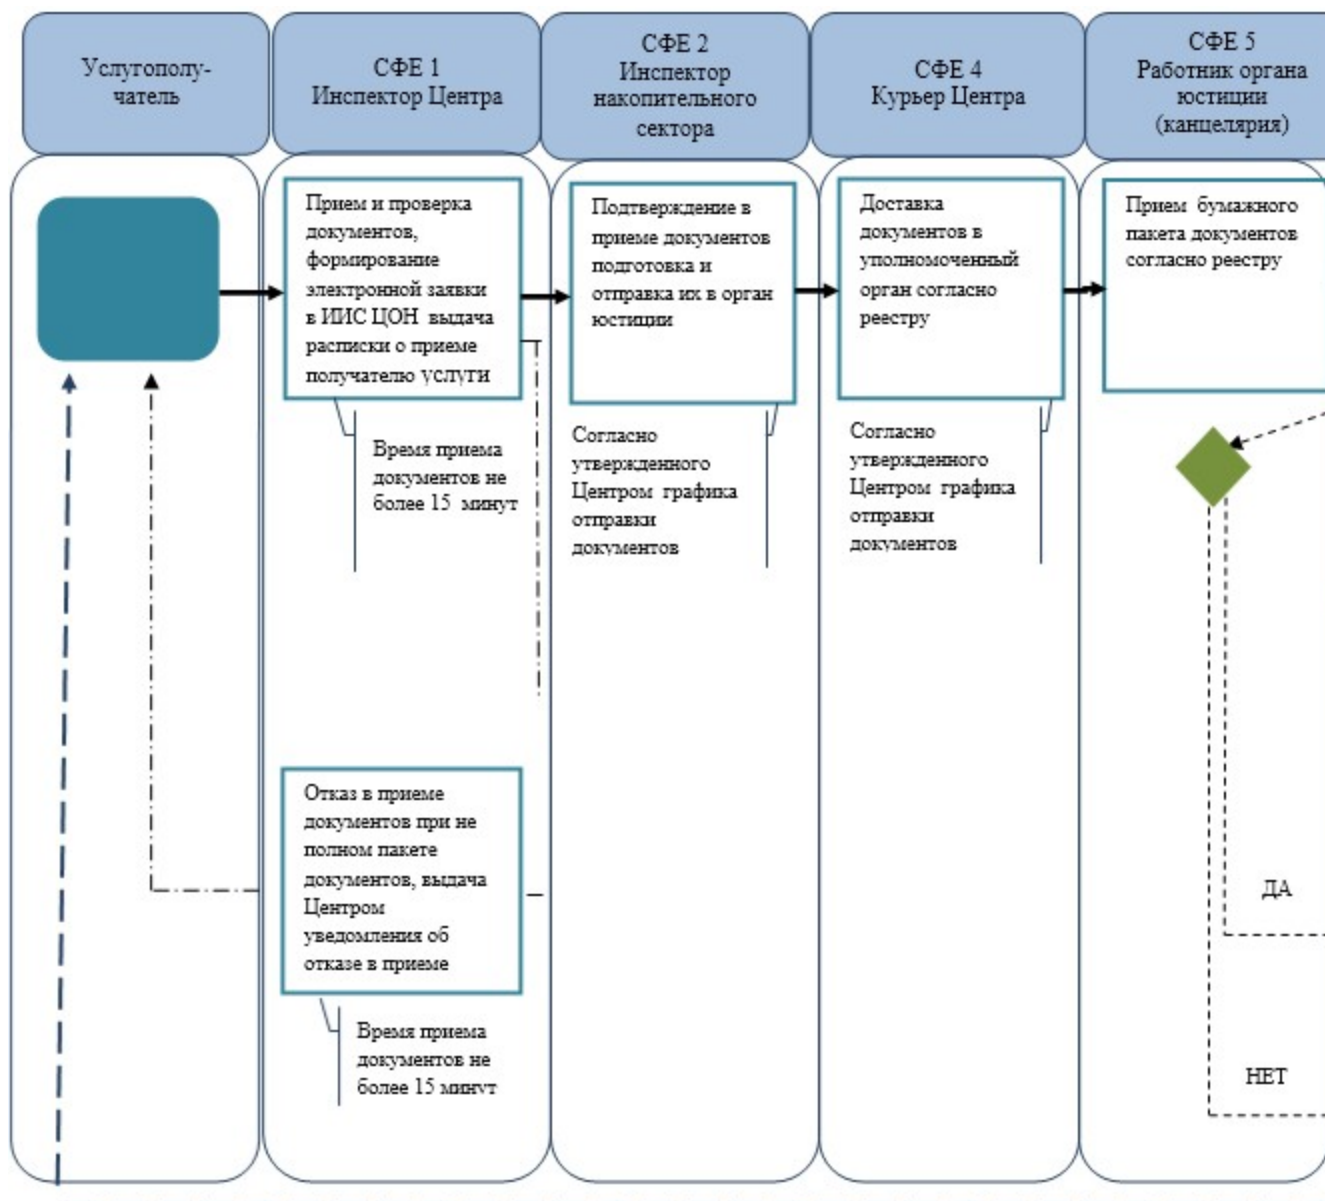 Услугополу-
чатель
СФЕ 1
Инспектор Центра
СФЕ 2
Инспектор
накопительного
сектора
СФЕ 4
Курьер Центра
СФЕ 5
Работник органа
юстиции
(канцелярия)
Прием и проверка
документов,
формирование
электронной заявки
в ИИС ЦОН выдача
расписки о приеме
получателю услуги
Подтверждение в
приеме документов
подготовка и
отправка их в орган
юстиции
Доставка
документов в
уполномоченный
орган согласно
реестру
Прием бумажного
пакета документов
согласно реестру
Время приема
документов не
более 15 минут
Согласно
утвержденного
Центром графика
отправки
документов
Согласно
утвержденного
Центром графика
отправки
документов
Отказ в приеме
документов при не
полном пакете
документов, выдача
Центром
уведомления об
отказе в приеме
Время приема
документов не
более 15 минут
ДА
НЕТ